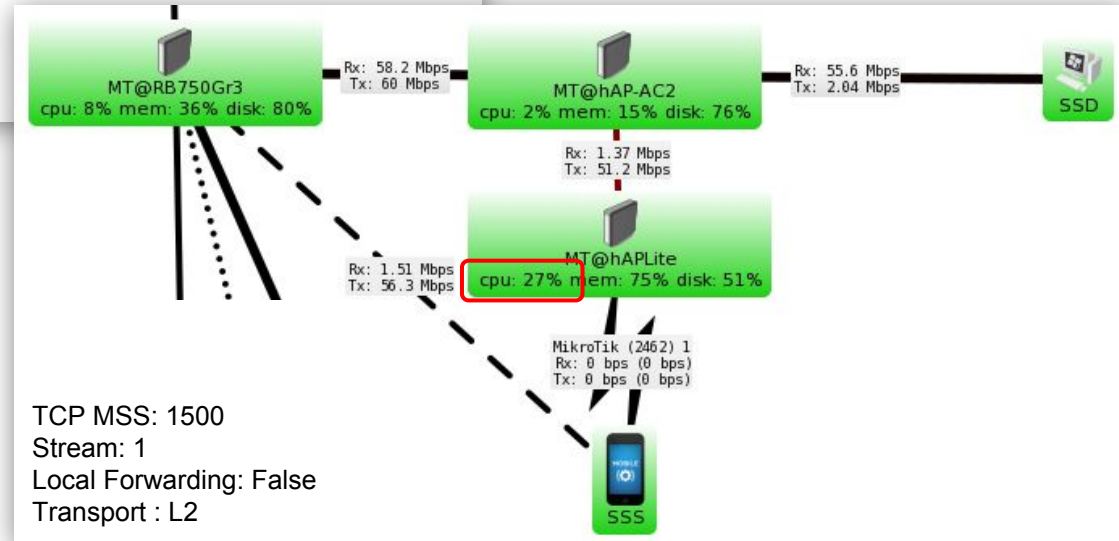 MT@RB750Gr3
cpu: 8% mem: 36% disk: 80%
Rx: 58.2 Mbps
Tx: 60 Mbps
MT@hAP-AC2
cpu: 2% mem: 15% disk: 76%
Rx: 55.6 Mbps
Tx: 2.04 Mbps
SSD
Rx: 1.37 Mbps
Tx: 51.2 Mbps
MT@hAPLite
cpu: 27% mem: 75% disk: 51%
Rx: 1.51 Mbps
Tx: 56.3 Mbps
MikroTik (2462) 1
Rx: 0 bps (0 bps)
Tx: 0 bps (0 bps)
MOBILE
SSS
TCP MSS: 1500
Stream: 1
Local Forwarding: False
Transport : L2